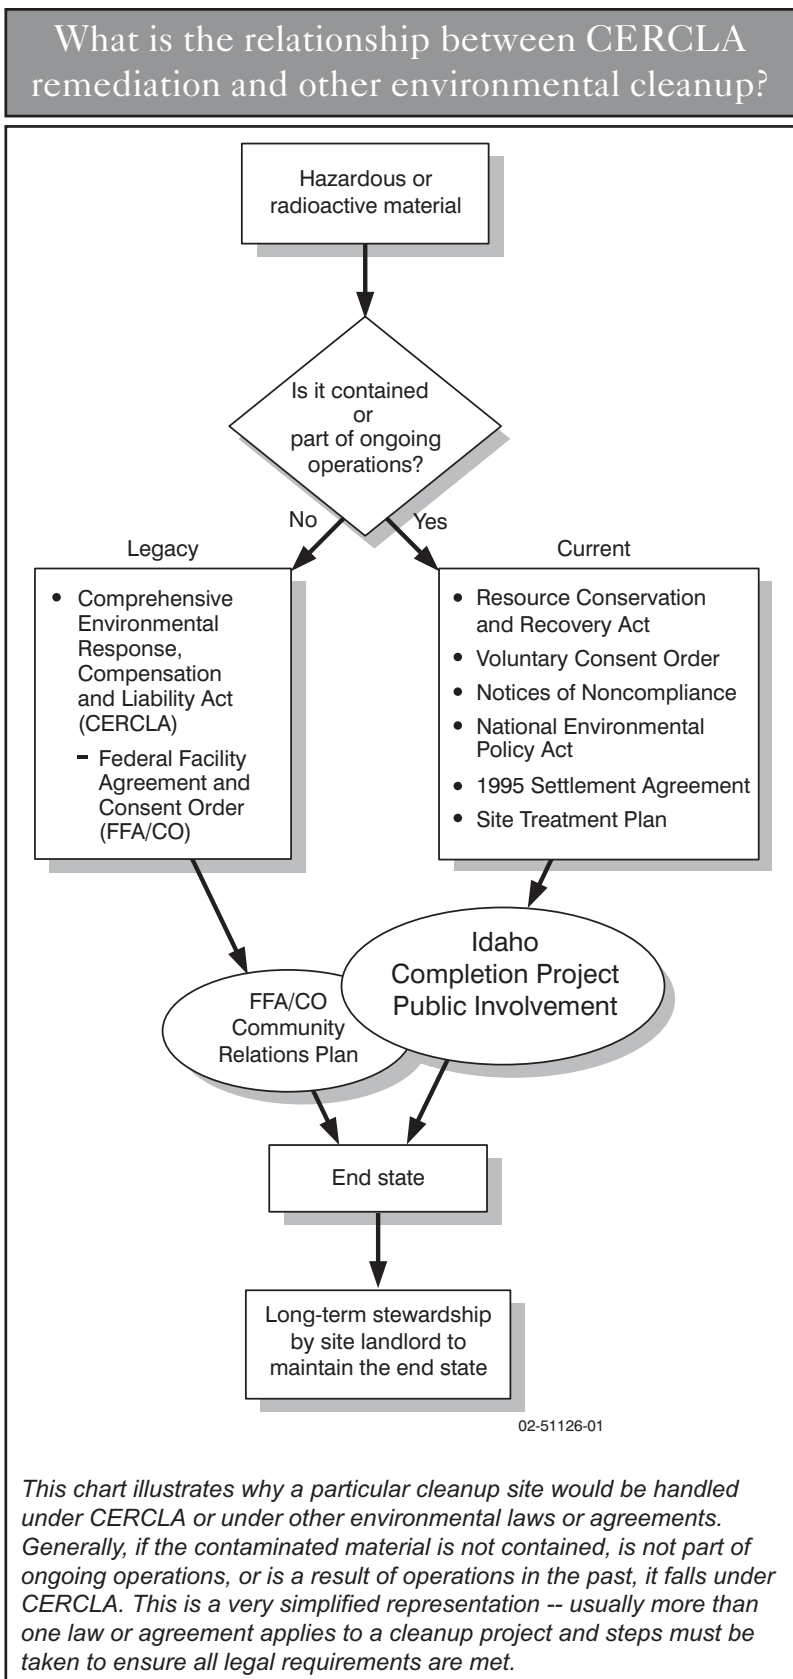 What is the relationship between CERCLA
remediation and other environmental cleanup?
Hazardous or
radioactive material
Is it contained
or
part of ongoing
operations?
No
Yes
Legacy
• Comprehensive
Environmental
Response,
Compensation
and Liability Act
(CERCLA)
– Federal Facility
Agreement and
Consent Order
(FFA/CO)
Current
• Resource Conservation
and Recovery Act
• Voluntary Consent Order
• Notices of Noncompliance
• National Environmental
Policy Act
• 1995 Settlement Agreement
• Site Treatment Plan
FFA/CO
Community
Relations Plan
Idaho
Completion Project
Public Involvement
End state
Long-term stewardship
by site landlord to
maintain the end state
02-51126-01
This chart illustrates why a particular cleanup site would be handled
under CERCLA or under other environmental laws or agreements.
Generally, if the contaminated material is not contained, is not part of
ongoing operations, or is a result of operations in the past, it falls under
CERCLA. This is a very simplified representation -- usually more than
one law or agreement applies to a cleanup project and steps must be
taken to ensure all legal requirements are met.